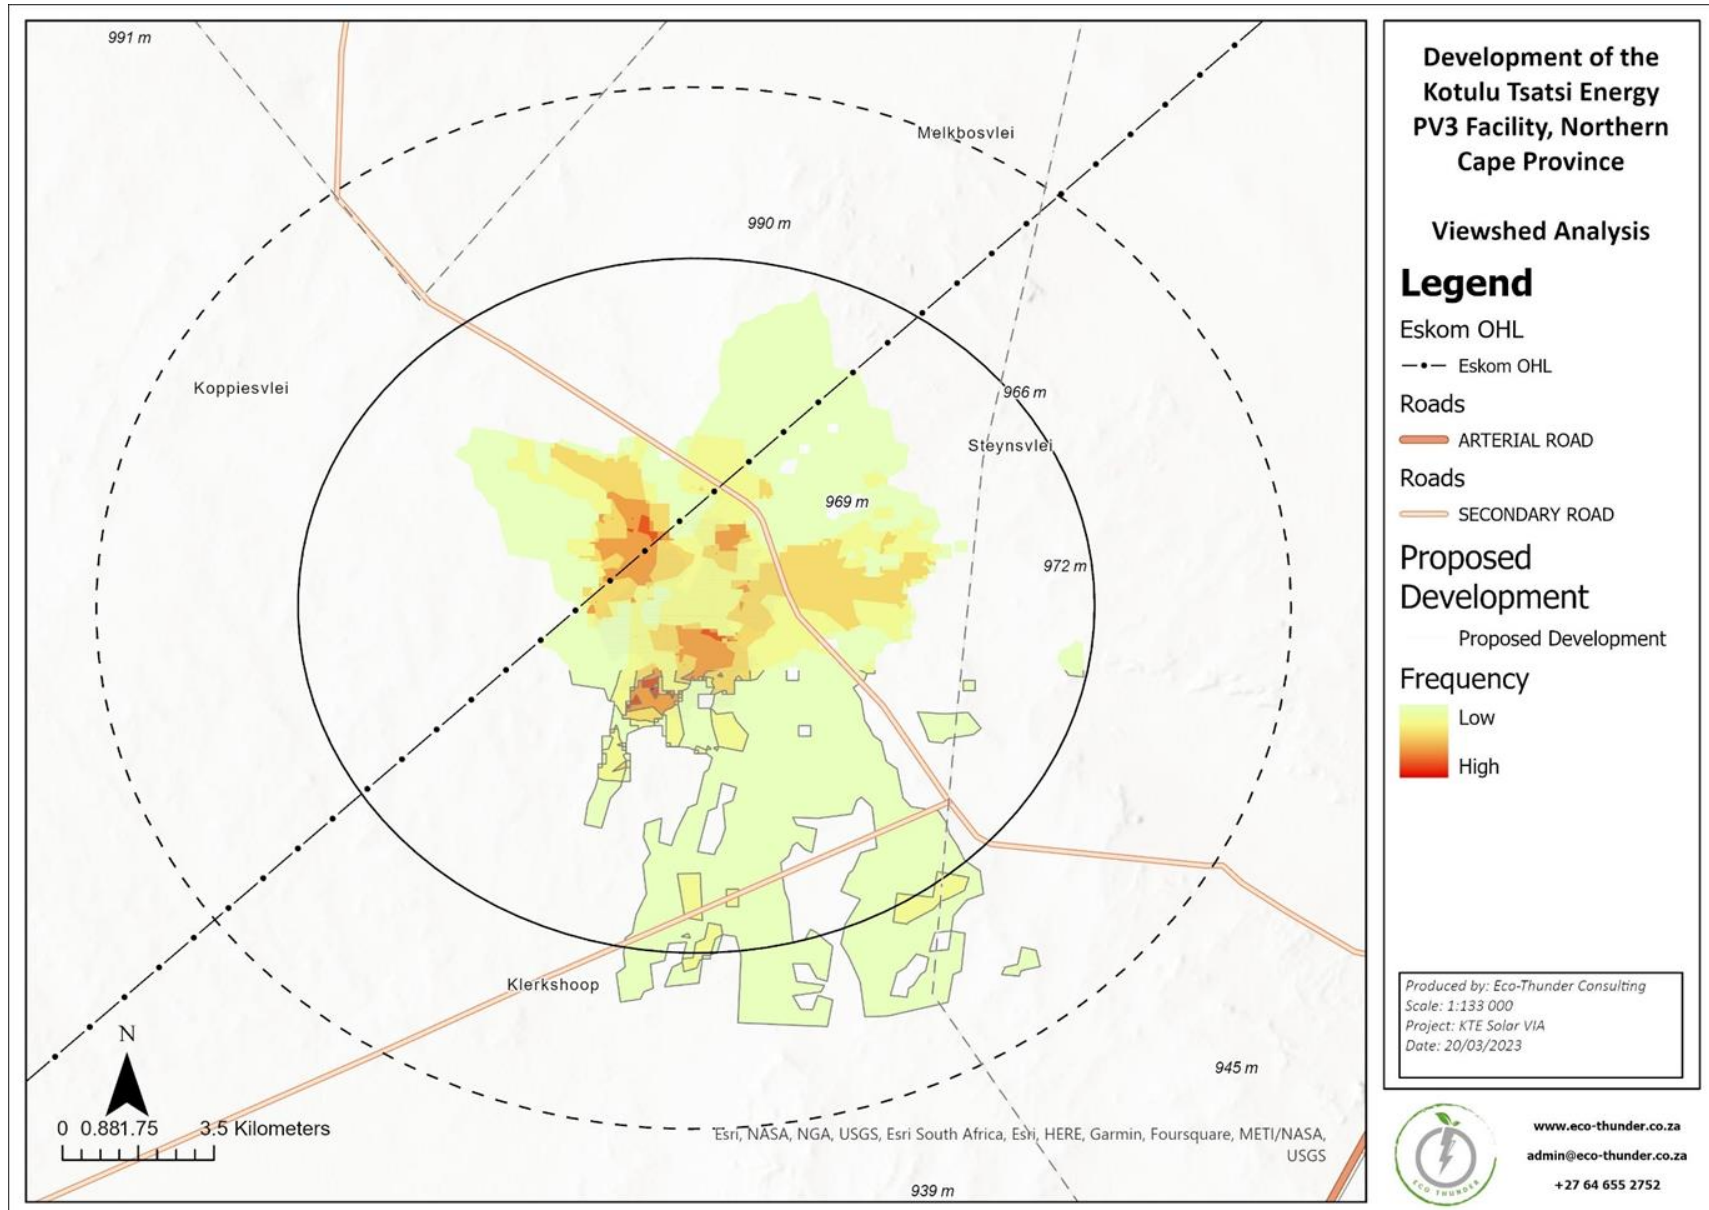 991 m
Melkbosvlei
990 m
Koppiesvlei
966 m
Steynsvlei
969 m
972 m
Klerkshoop
945 m
939 m
N
0 0.881.75 3.5 Kilometers
Esri, NASA, NGA, USGS, Esri South Africa, Esri, HERE, Garmin, Foursquare, METI/NASA,
USGS
Development of the
Kotulu Tsatsi Energy
PV3 Facility, Northern
Cape Province
Viewshed Analysis
Legend
Eskom OHL
Eskom OHL
Roads
ARTERIAL ROAD
Roads
SECONDARY ROAD
Proposed
Development
Proposed Development
Frequency
Low
High
Produced by: Eco-Thunder Consulting
Scale: 1:133 000
Project: KTE Solar VIA
Date: 20/03/2023
ECO THUNDER
www.eco-thunder.co.za
admin@eco-thunder.co.za
+27 64 655 2752